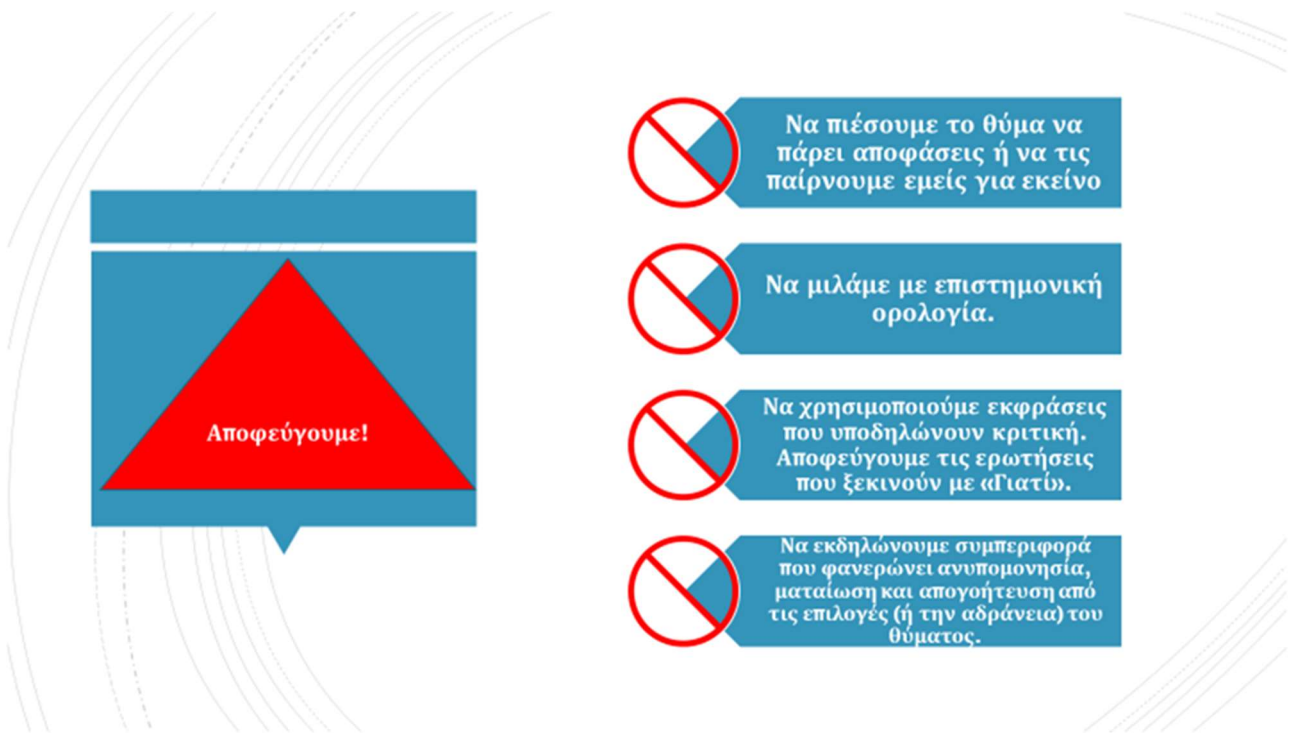 Αποφεύγουμε!
Να πιέσουμε το θύμα να
πάρει αποφάσεις ή να τις
παίρνουμε εμείς για εκείνο
Να μιλάμε με επιστημονική
ορολογία.
Να χρησιμοποιούμε εκφράσεις
που υποδηλώνουν κριτική.
Αποφεύγουμε τις ερωτήσεις
που ξεκινούν με «Γιατί».
Να εκδηλώνουμε συμπεριφορά
που φανερώνει ανυπομονησία,
ματαίωση και απογοήτευση από
τις επιλογές (ή την αδράνεια) του
θύματος.